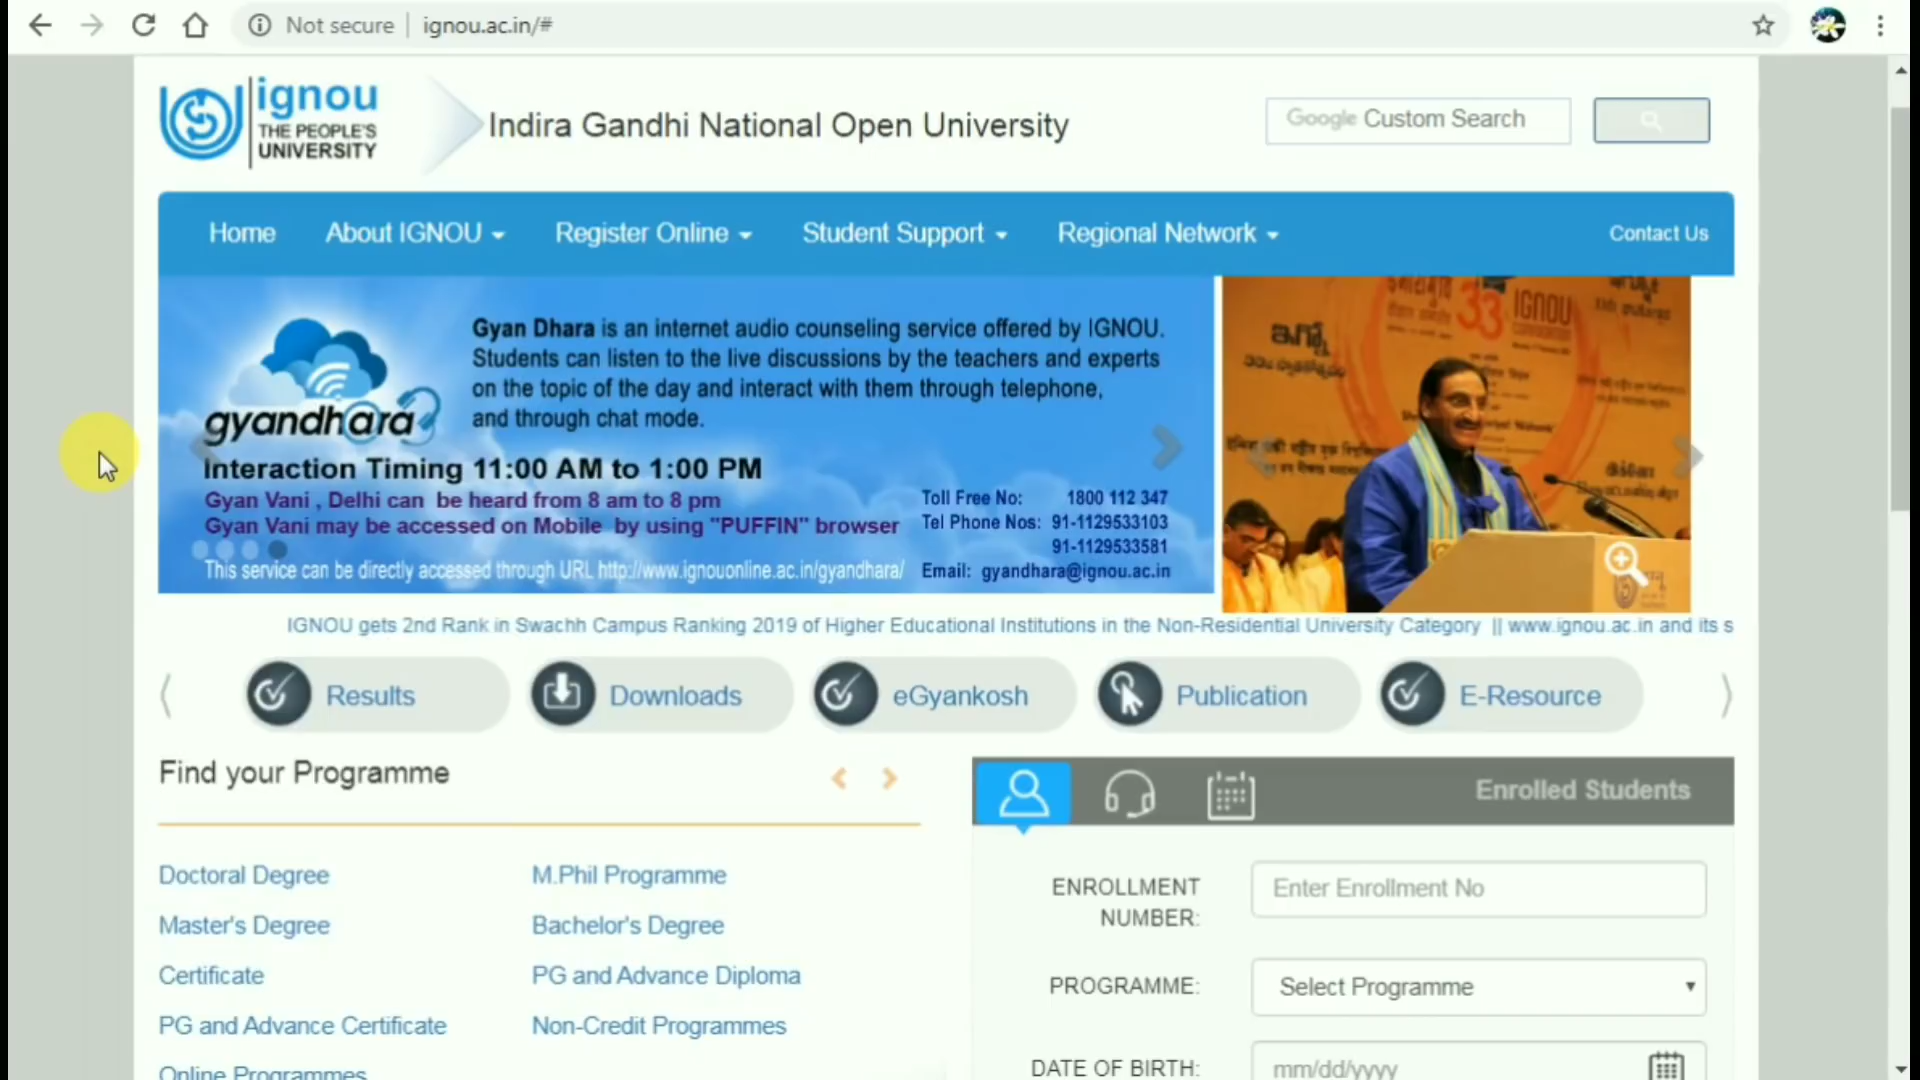 Not secure
ignou.ac.in/#
ignou
THE PEOPLE'S
UNIVERSITY
Indira Gandhi National Open University
Google Custom Search
Home
About IGNOU
Register Online
Student Support
Regional Network
Contact Us
gyandhara
Gyan Dhara is an internet audio counseling service offered by IGNOU.
Students can listen to the live discussions by the teachers and experts
on the topic of the day and interact with them through telephone,
and through chat mode.
Interaction Timing 11:00 AM to 1:00 PM
Gyan Vani , Delhi can be heard from 8 am to 8 pm
Gyan Vani may be accessed on Mobile by using "PUFFIN" browser
This service can be directly accessed through URL http://www.ignouonline.ac.in/gyandhara/
Toll Free No: 1800 112 347
Tel Phone Nos: 91-1129533103
91-1129533581
Email: gyandhara@ignou.ac.in
33
IGNOU
IGNOU gets 2nd Rank in Swachh Campus Ranking 2019 of Higher Educational Institutions in the Non-Residential University Category || www.ignou.ac.in and its s
Results
Downloads
eGyankosh
Publication
E-Resource
Find your Programme
Doctoral Degree
M.Phil Programme
Master's Degree
Bachelor's Degree
Certificate
PG and Advance Diploma
PG and Advance Certificate
Non-Credit Programmes
Online Programmes
Enrolled Students
ENROLLMENT
NUMBER:
Enter Enrollment No
PROGRAMME:
Select Programme
DATE OF BIRTH:
mm/dd/yyyy